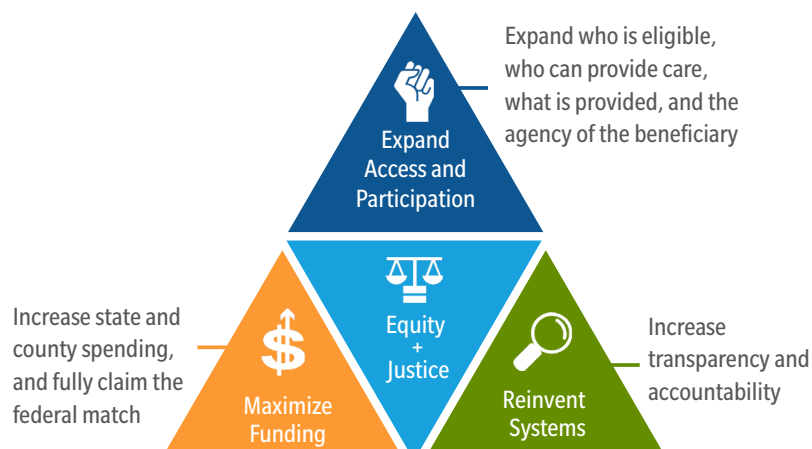 Expand who is eligible,
who can provide care,
what is provided, and the
agency of the beneficiary
Expand
Access and
Participation
Equity
+
Justice
Increase state and
county spending,
and fully claim the
federal match
$
Maximize
Funding
Reinvent
Systems
Increase
transparency and
accountability